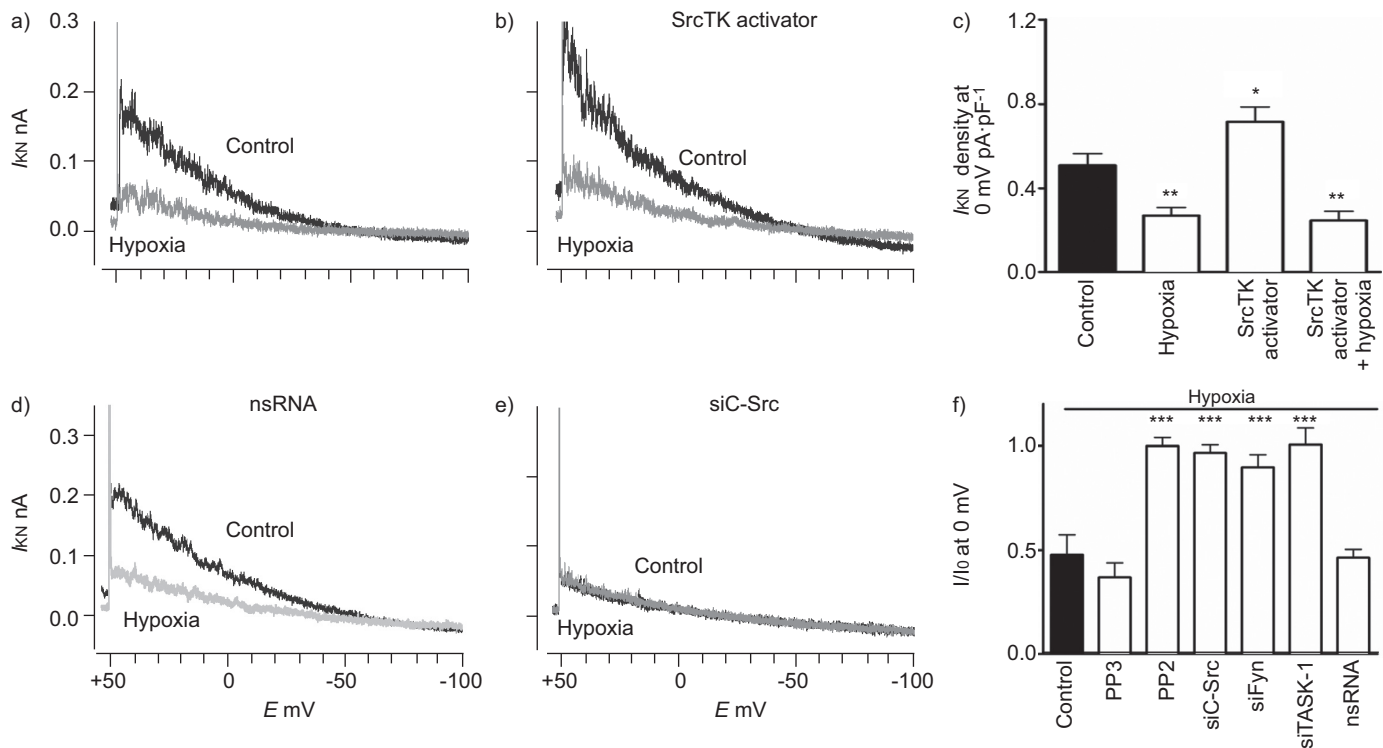 a)
0.3
0.2
0.1
0.0
IKN nA
Control
Hypoxia
b)
SrcTK activator
Control
Hypoxia
c)
1.2
0.8
0.4
0.0
IKN density at
0 mV pA·pF-1
**
*
**
Control
Hypoxia
SrcTK
activator
SrcTK
activator
+ hypoxia
d)
nsRNA
0.3
0.2
0.1
0.0
IKN nA
Control
Hypoxia
+50
0
-50
-100
E mV
e)
siC-Src
Control
Hypoxia
+50
0
-50
-100
E mV
f)
Hypoxia
1.0
0.5
0.0
I/I0 at 0 mV
***
***
***
***
Control
PP3
PP2
siC-Src
siFyn
siTASK-1
nsRNA